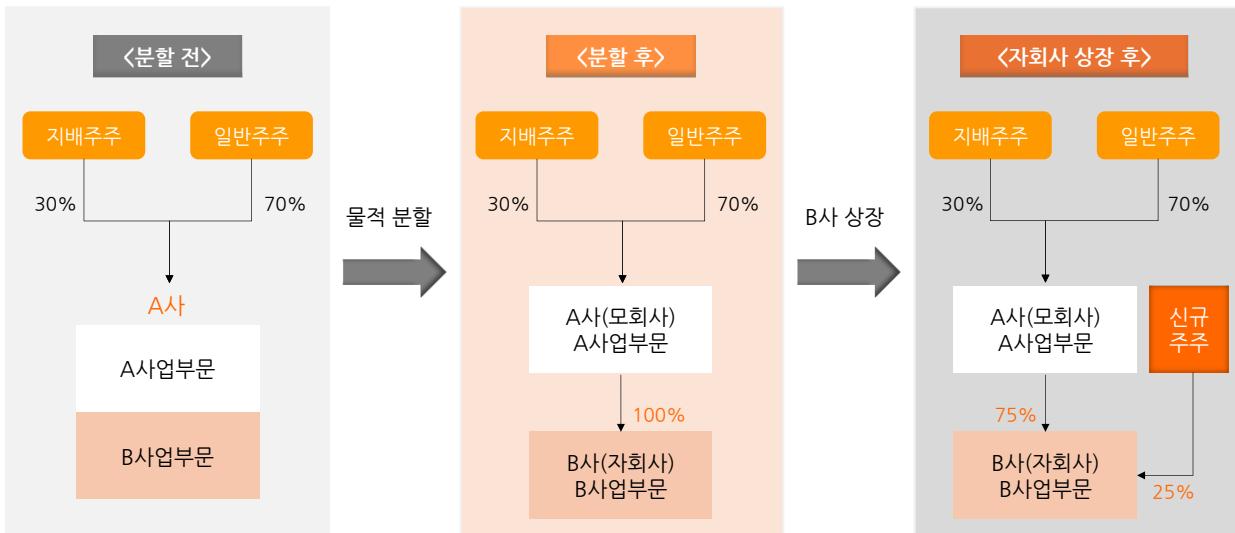 <분할 전>
지배주주
일반주주
30%
70%
A사
A사업부문
B사업부문
물적 분할
<분할 후>
지배주주
일반주주
30%
70%
A사(모회사)
A사업부문
100%
B사(자회사)
B사업부문
B사 상장
<자회사 상장 후>
지배주주
일반주주
30%
70%
A사(모회사)
A사업부문
신규
주주
75%
B사(자회사)
B사업부문
25%